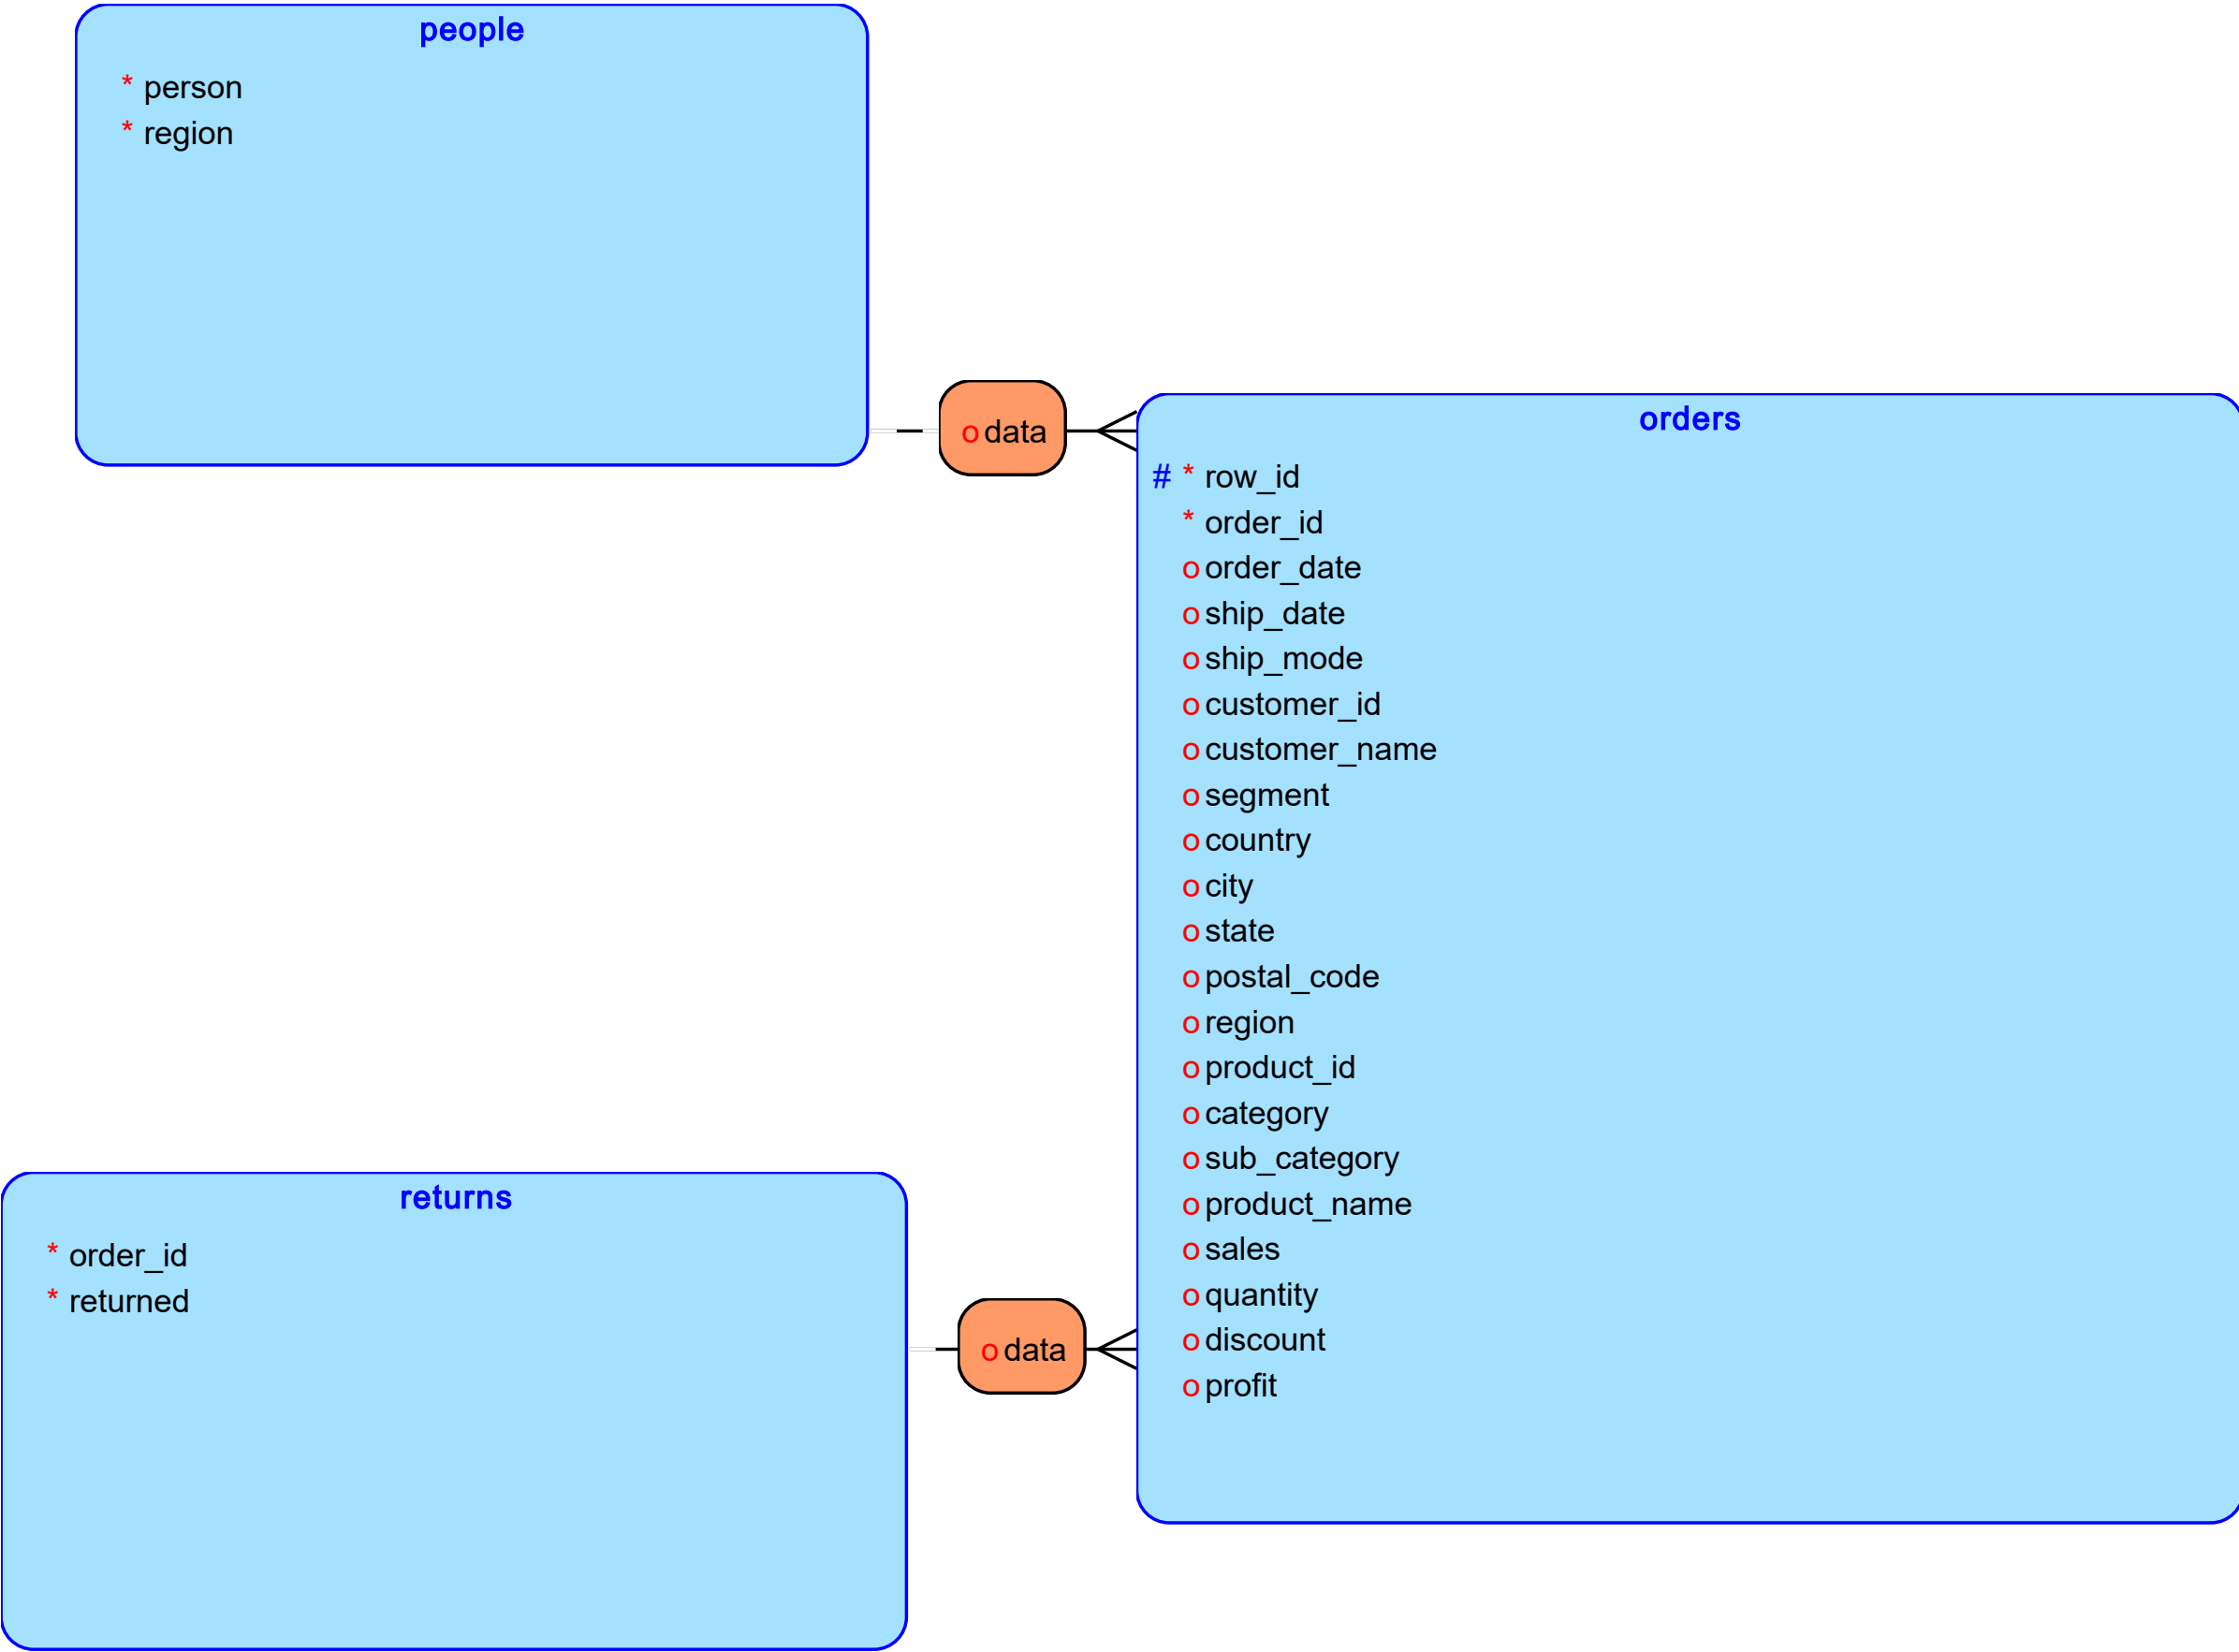 people
* person
* region
o data
orders
# * row_id
* order_id
o order_date
o ship_date
o ship_mode
o customer_id
o customer_name
o segment
o country
o city
o state
o postal_code
o region
o product_id
o category
o sub_category
o product_name
o sales
o quantity
o discount
o profit
returns
* order_id
* returned
o data